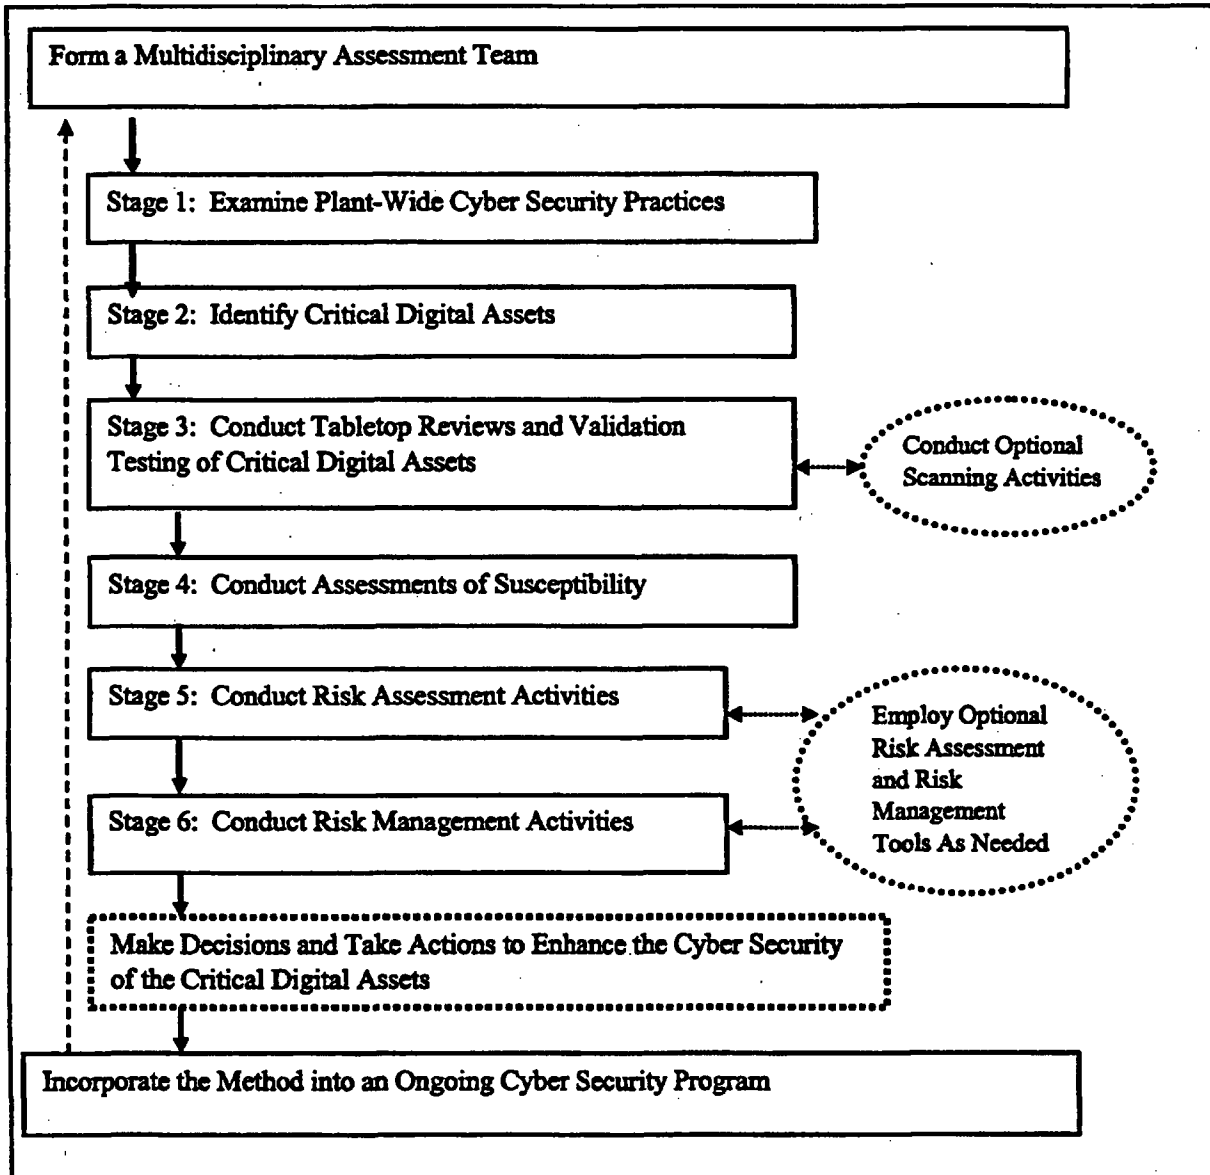 Form a Multidisciplinary Assessment Team
Stage 1: Examine Plant-Wide Cyber Security Practices
Stage 2: Identify Critical Digital Assets
Stage 3: Conduct Tabletop Reviews and Validation
Testing of Critical Digital Assets
Conduct Optional
Scanning Activities
Stage 4: Conduct Assessments of Susceptibility
Stage 5: Conduct Risk Assessment Activities
Employ Optional
Risk Assessment
and Risk
Management
Tools As Needed
Stage 6: Conduct Risk Management Activities
Make Decisions and Take Actions to Enhance the Cyber Security
of the Critical Digital Assets
Incorporate the Method into an Ongoing Cyber Security Program